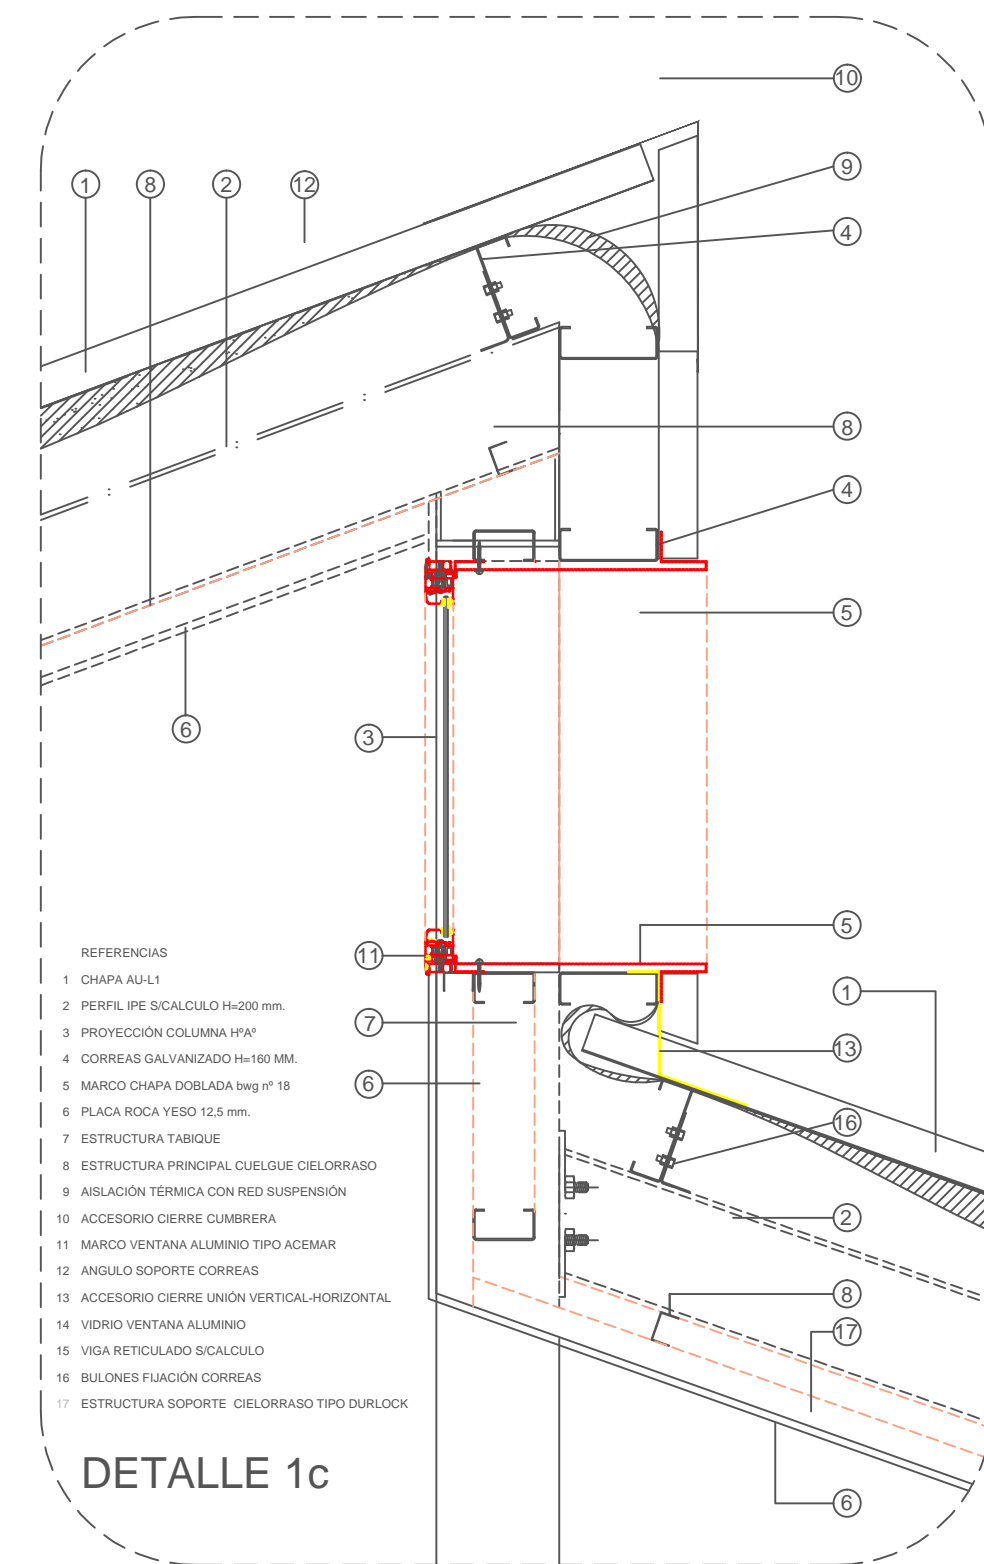 10
9
1
8
2
12
4
8
4
5
6
3
5
11
1
7
13
6
16
2
8
17
6
REFERENCIAS
1 CHAPA AU-L1
2 PERFIL IPE S/CALCULO H=200 mm.
3 PROYECCIÓN COLUMNA HºAº
4 CORREAS GALVANIZADO H=160 MM.
5 MARCO CHAPA DOBLADA bwg nº 18
6 PLACA ROCA YESO 12,5 mm.
7 ESTRUCTURA TABIQUE
8 ESTRUCTURA PRINCIPAL CUELGUE CIELORRASO
9 AISLACIÓN TÉRMICA CON RED SUSPENSIÓN
10 ACCESORIO CIERRE CUMBRERA
11 MARCO VENTANA ALUMINIO TIPO ACEMAR
12 ANGULO SOPORTE CORREAS
13 ACCESORIO CIERRE UNIÓN VERTICAL-HORIZONTAL
14 VIDRIO VENTANA ALUMINIO
15 VIGA RETICULADO S/CALCULO
16 BULONES FIJACIÓN CORREAS
17 ESTRUCTURA SOPORTE CIELORRASO TIPO DURLOCK
DETALLE 1c